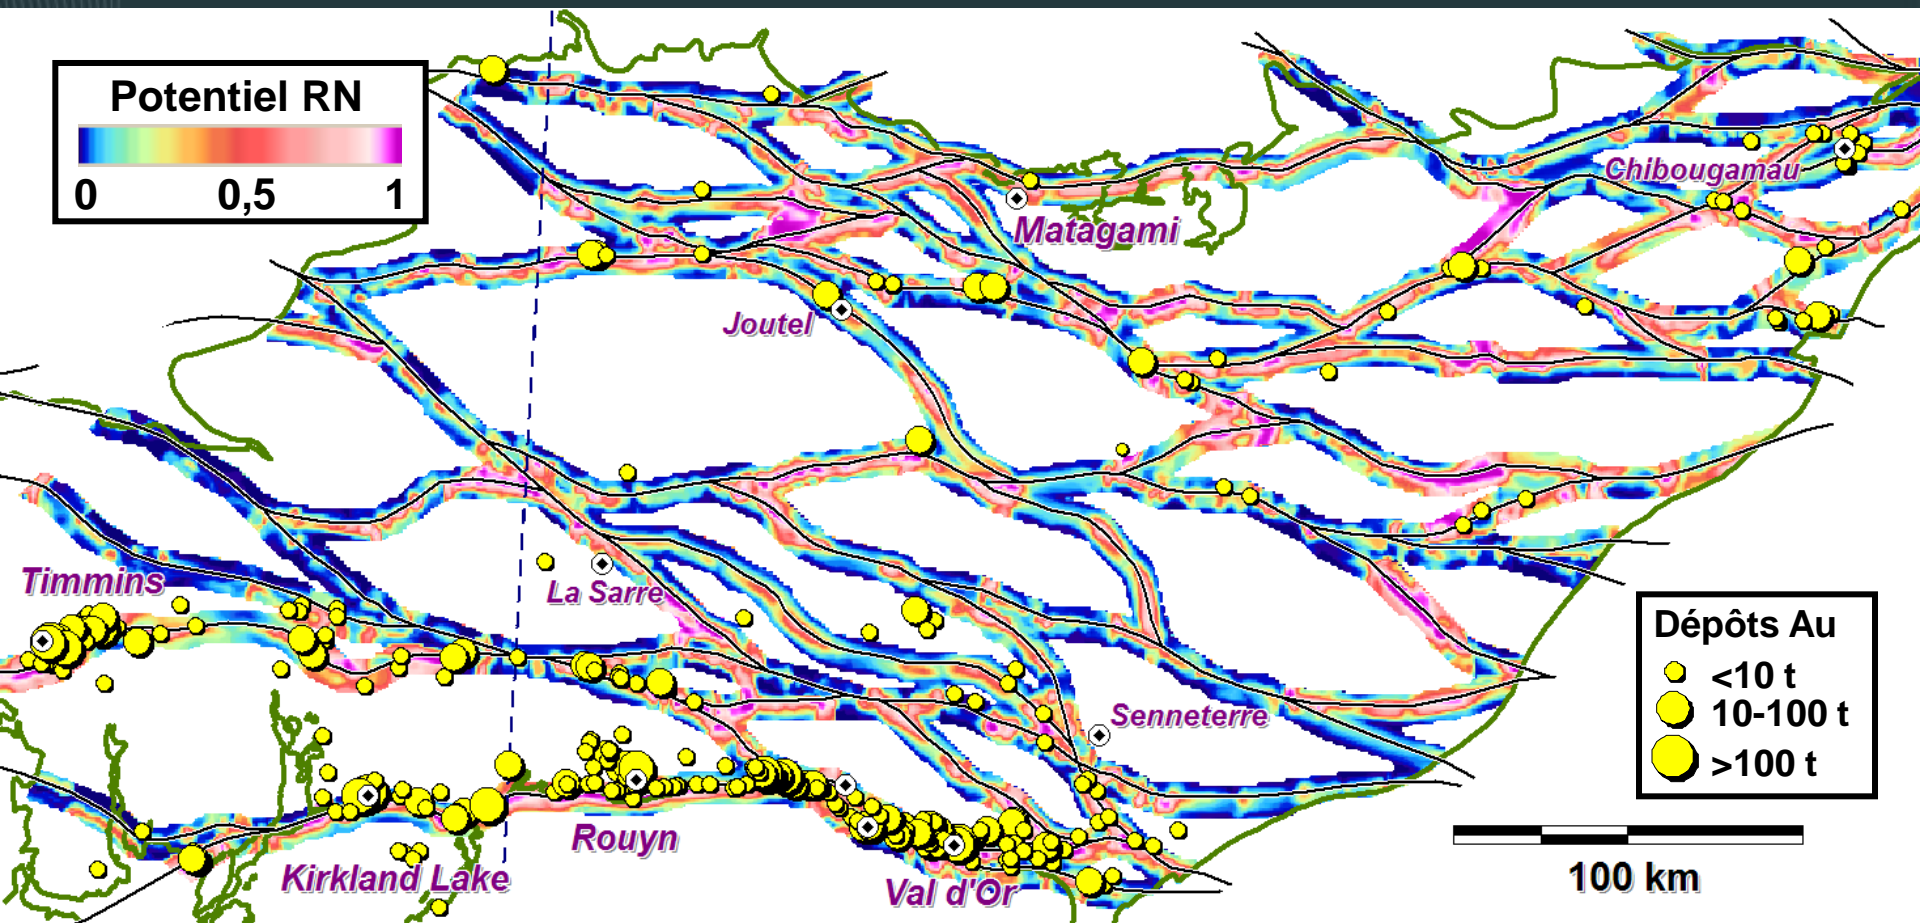 Potentiel RN
0 0,5 1
Chibougamau
Matagami
Joutel
Timmins
La Sarre
Dépôts Au
<10 t
10-100 t
>100 t
Senneterre
Rouyn
Kirkland Lake
Val d'Or
100 km